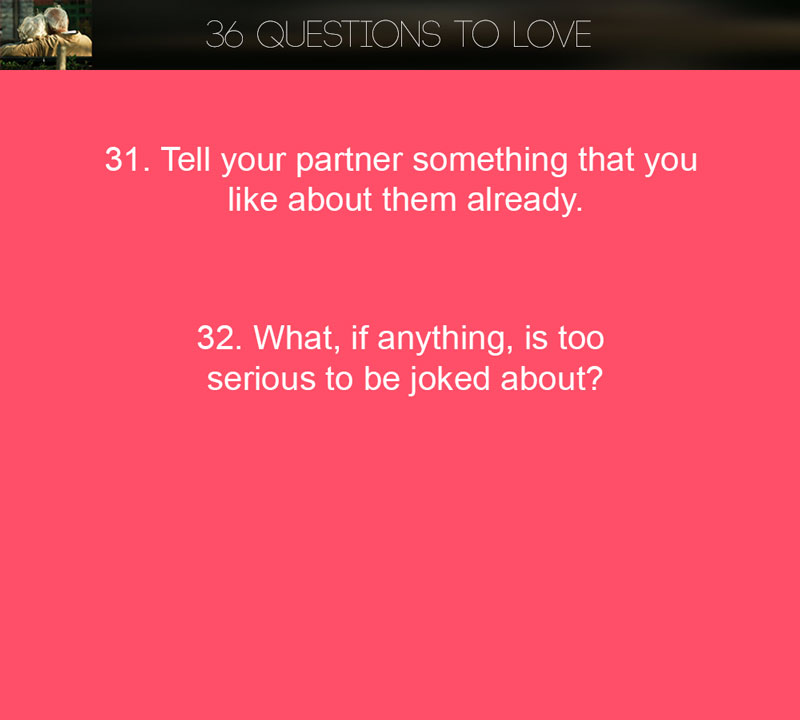 36 QUESTIONS TO LOVE
31. Tell your partner something that you
like about them already.
32. What, if anything, is too
serious to be joked about?